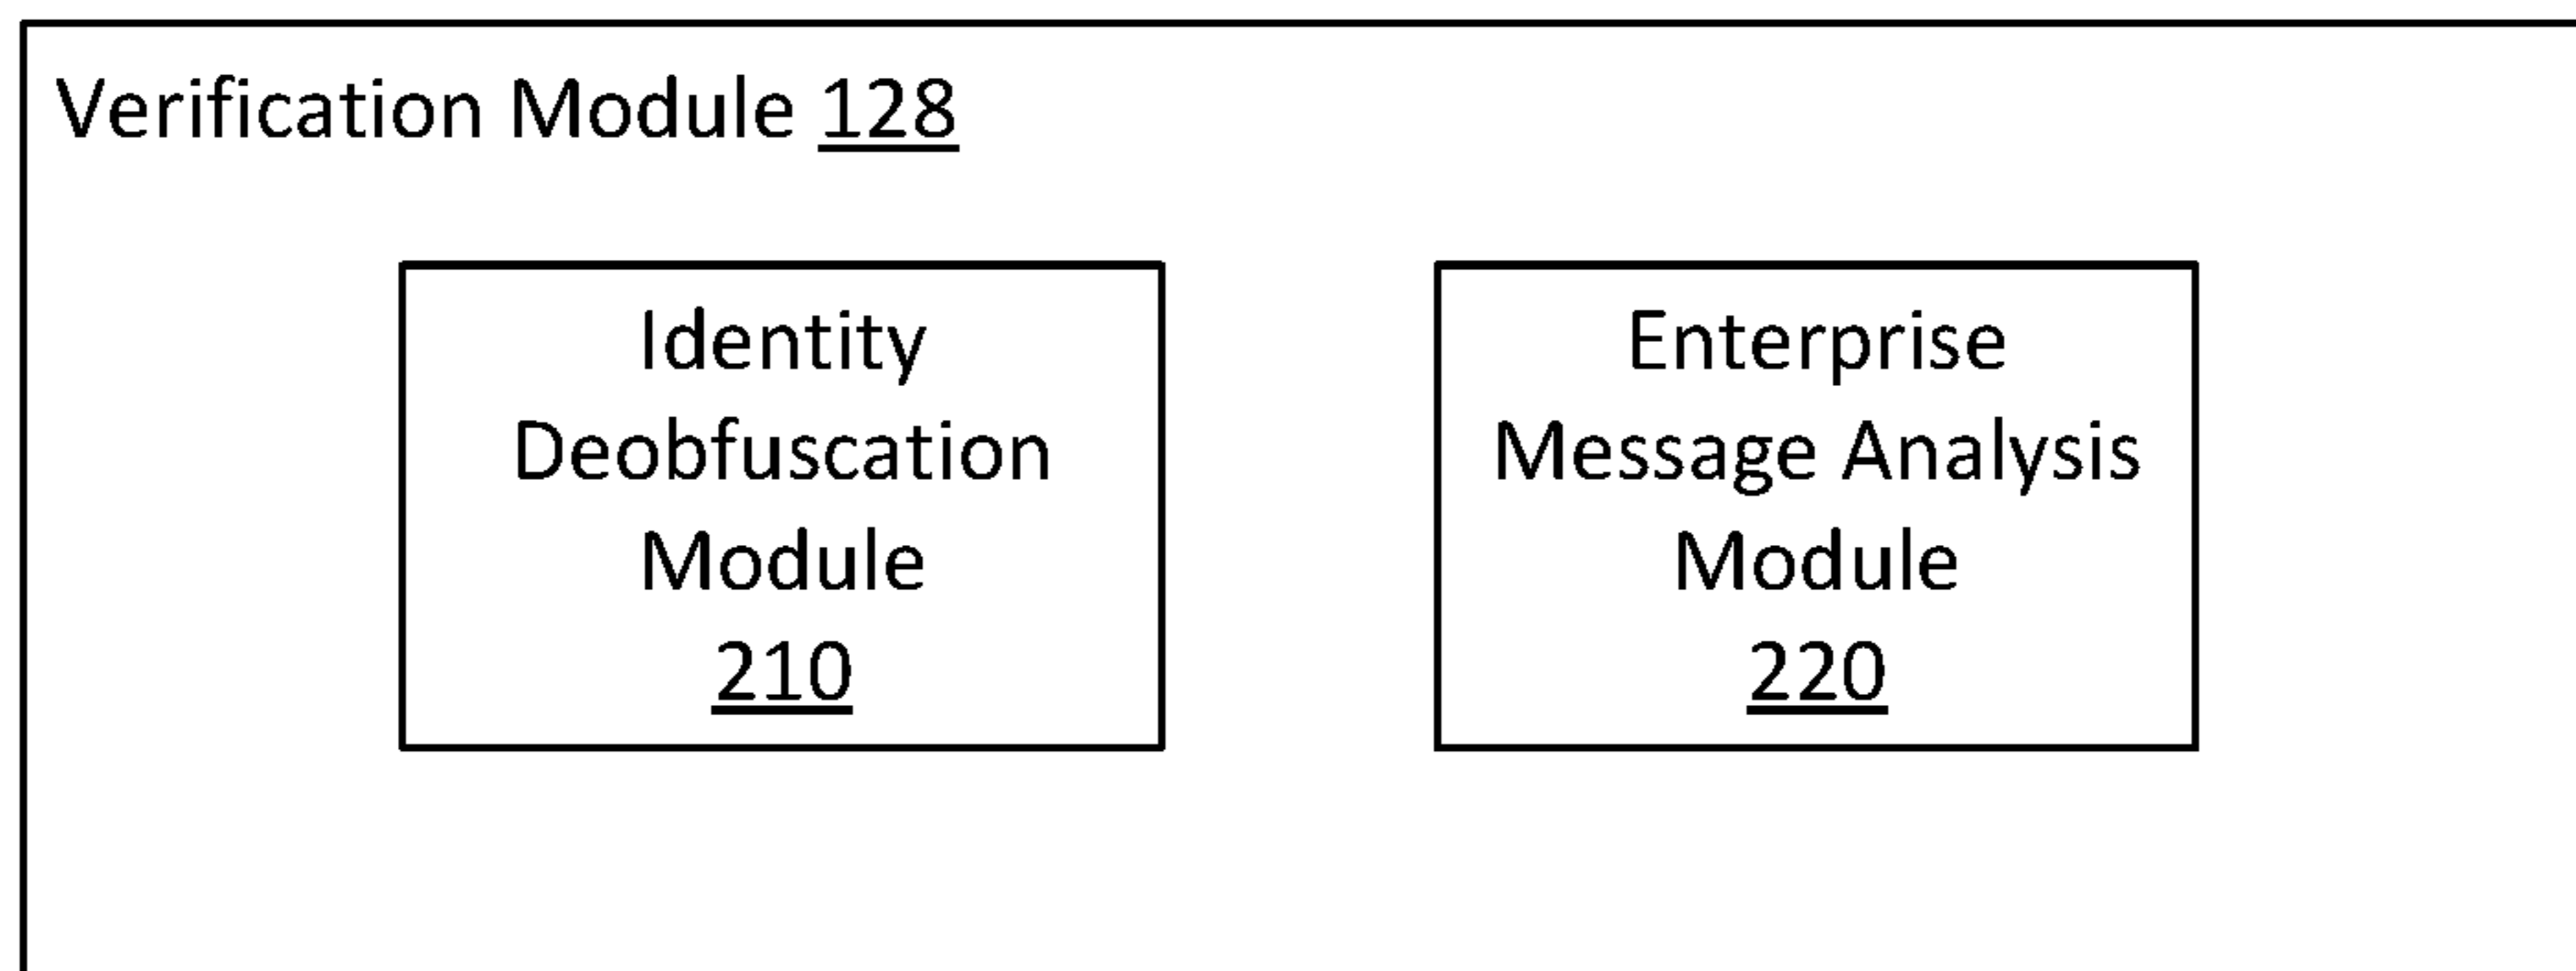 Verification Module 128
Identity
Deobfuscation
Module
210
Enterprise
Message Analysis
Module
220